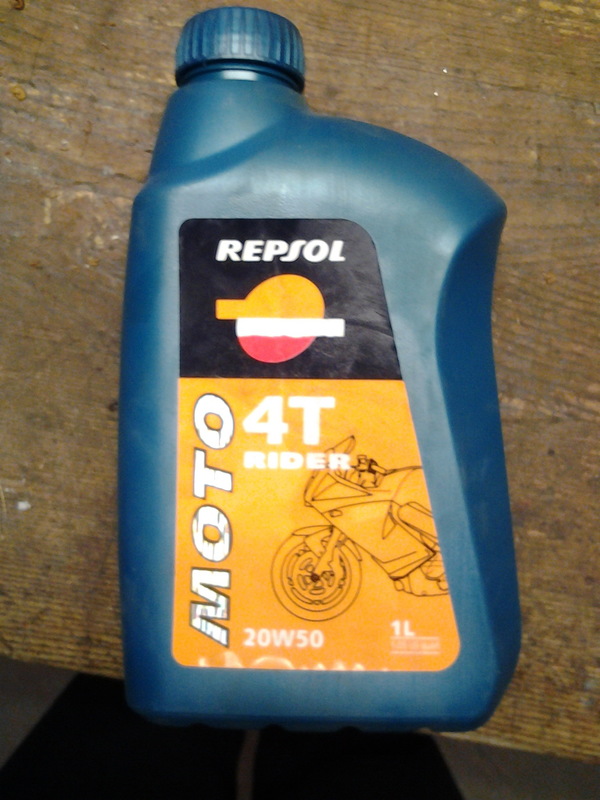 REPSOL
MOTO
4T
RIDER
20W50
1L